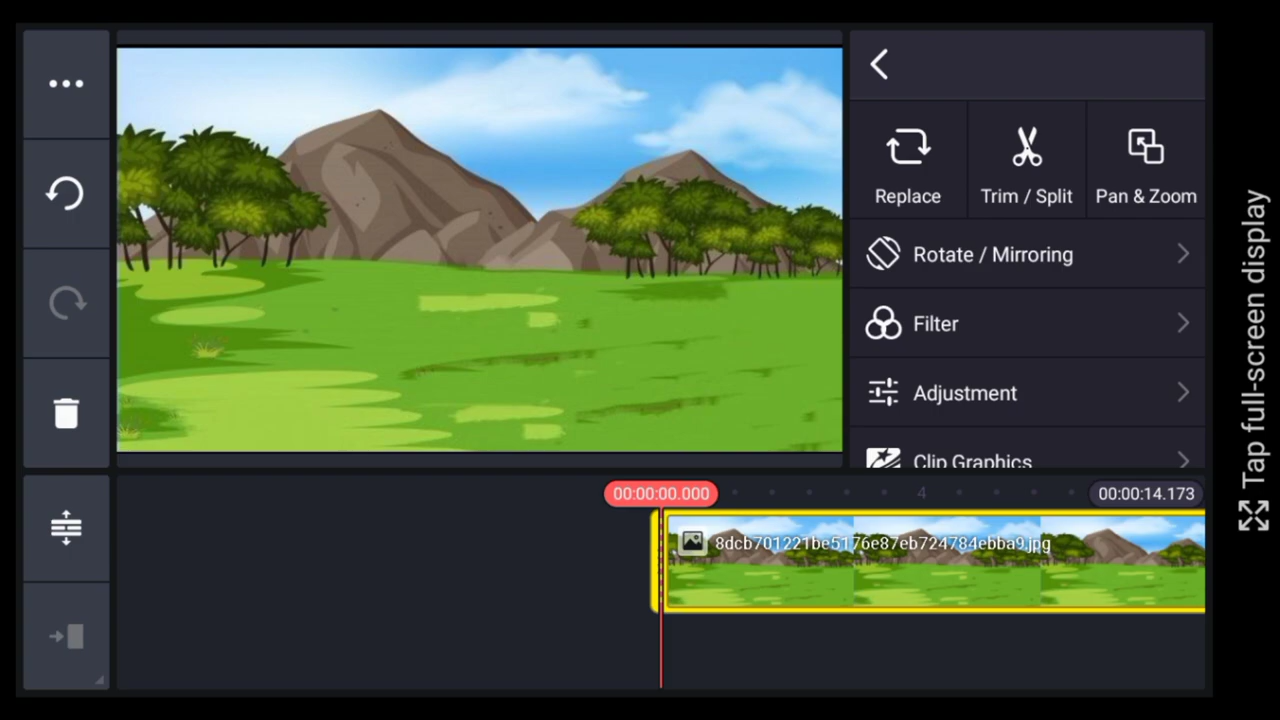 Replace
Trim / Split
Pan & Zoom
Rotate / Mirroring
Filter
Adjustment
Clip Graphics
Tap full-screen display
00:00:00.000
4
00:00:14.173
8dcb701221be5176e87eb724784ebba9.jpg